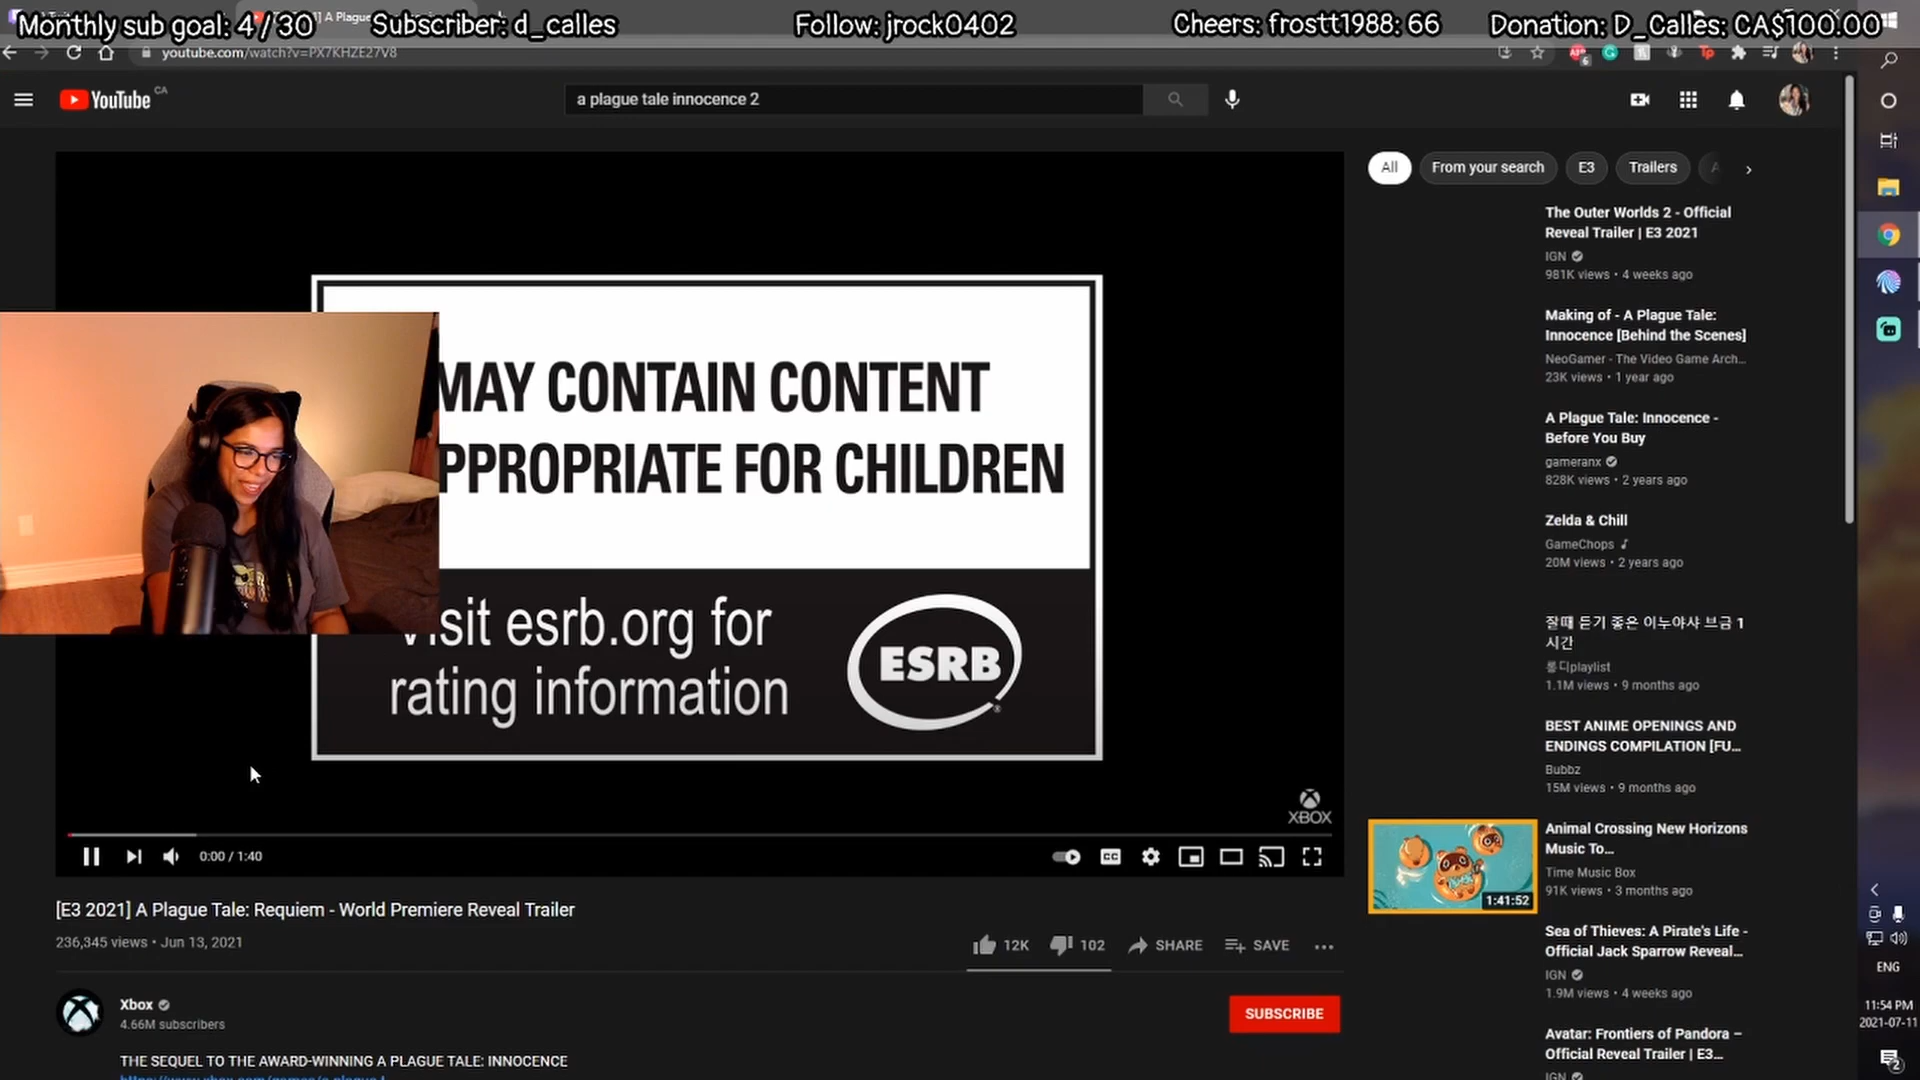 Monthly sub goal: 4/30 Subscriber: d_calles Follow: jrock0402 Cheers: frostt1988: 66 Donation: D_Calles: CA$100.00
A Plague
youtube.com/watch?v=PX7KHZE27V8
YouTube CA
a plague tale innocence 2
All From your search E3 Trailers
MAY CONTAIN CONTENT
PPROPRIATE FOR CHILDREN
visit esrb.org for
rating information
ESRB
XBOX
0:00 / 1:40
CC
[E3 2021] A Plague Tale: Requiem - World Premiere Reveal Trailer
236,345 views • Jun 13, 2021
12K 102 SHARE SAVE
Xbox
4.66M subscribers
SUBSCRIBE
THE SEQUEL TO THE AWARD-WINNING A PLAGUE TALE: INNOCENCE
The Outer Worlds 2 - Official
Reveal Trailer | E3 2021
IGN
981K views • 4 weeks ago
Making of - A Plague Tale:
Innocence [Behind the Scenes]
NeoGamer - The Video Game Arch...
23K views • 1 year ago
A Plague Tale: Innocence -
Before You Buy
gameranx
828K views • 2 years ago
Zelda & Chill
GameChops
20M views • 2 years ago
잘때 듣기 좋은 이누야샤 브금 1
시간
1.1M views • 9 months ago
BEST ANIME OPENINGS AND
ENDINGS COMPILATION [FU...
Bubbz
15M views • 9 months ago
1:41:52
Animal Crossing New Horizons
Music To...
Time Music Box
91K views • 3 months ago
Sea of Thieves: A Pirate's Life -
Official Jack Sparrow Reveal...
IGN
1.9M views • 4 weeks ago
Avatar: Frontiers of Pandora –
Official Reveal Trailer | E3...
IGN
ENG
11:54 PM
2021-07-11
2